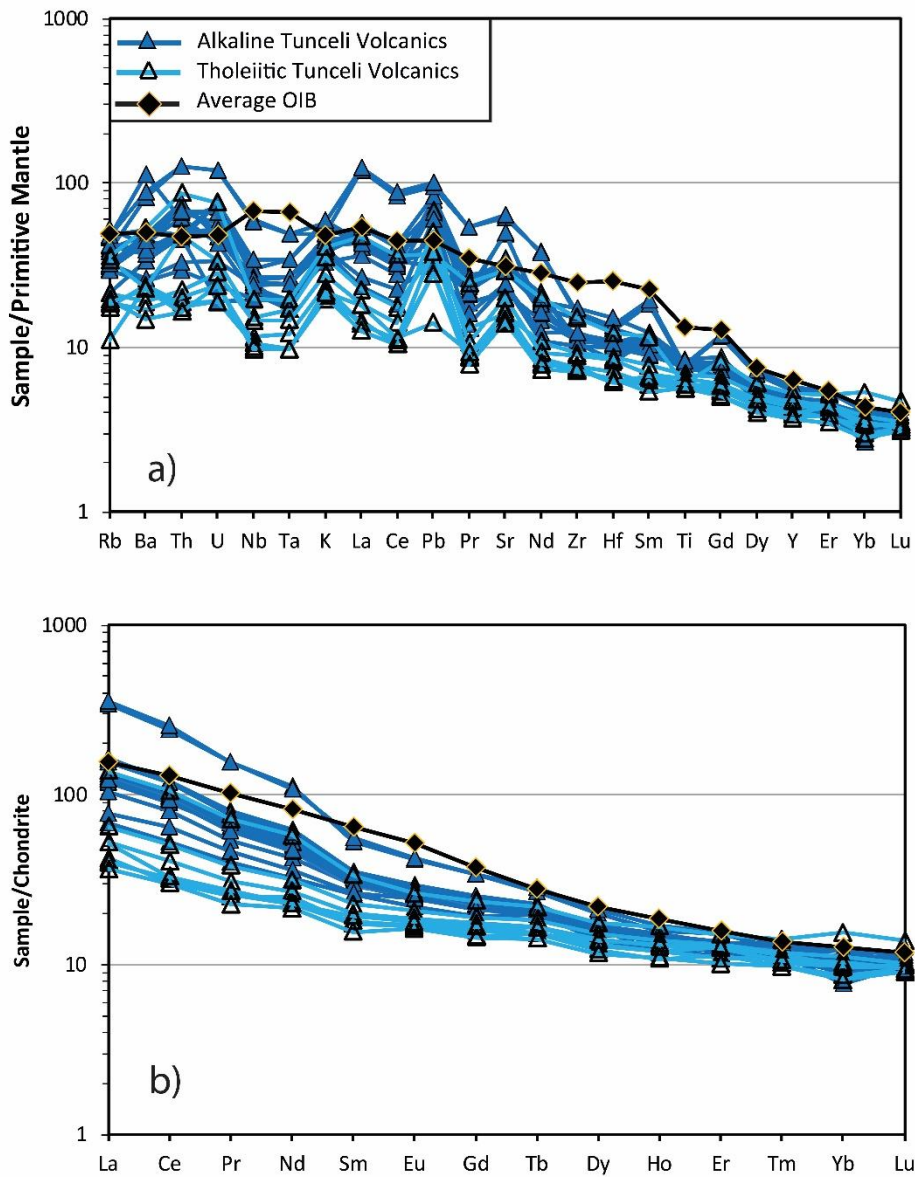 1000
100
10
1
Sample/Primitive Mantle
Alkaline Tunceli Volcanics
Tholeiitic Tunceli Volcanics
Average OIB
a)
Rb Ba Th U Nb Ta K La Ce Pb Pr Sr Nd Zr Hf Sm Ti Gd Dy Y Er Yb Lu
1000
100
10
1
Sample/Chondrite
b)
La Ce Pr Nd Sm Eu Gd Tb Dy Ho Er Tm Yb Lu